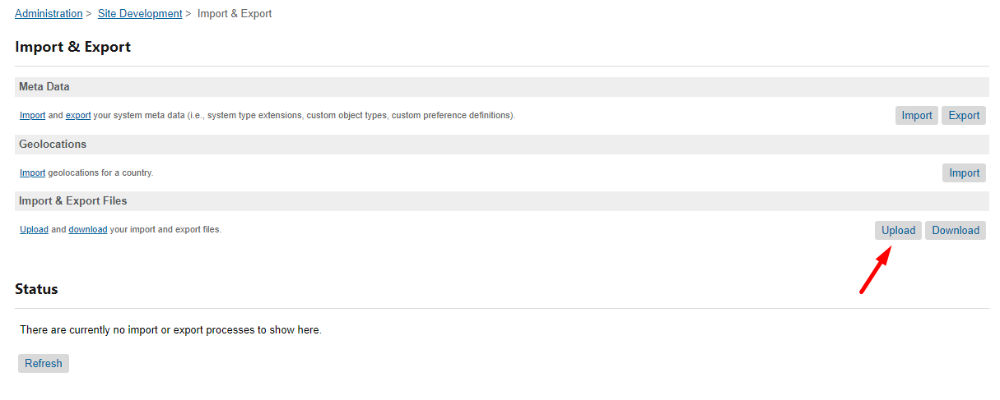 Administration > Site Development > Import & Export
Import & Export
Meta Data
Import and export your system meta data (i.e., system type extensions, custom object types, custom preference definitions). Import Export
Geolocations
Import geolocations for a country. Import
Import & Export Files
Upload and download your import and export files. Upload Download
Status
There are currently no import or export processes to show here.
Refresh